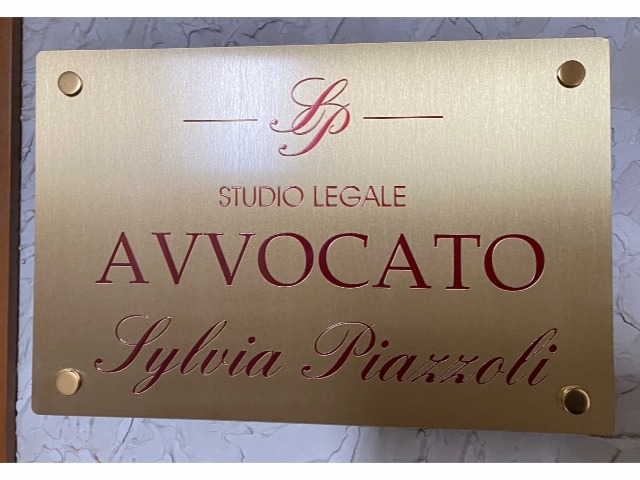 SP
STUDIO LEGALE
AVVOCATO
Sylvia Piazzoli